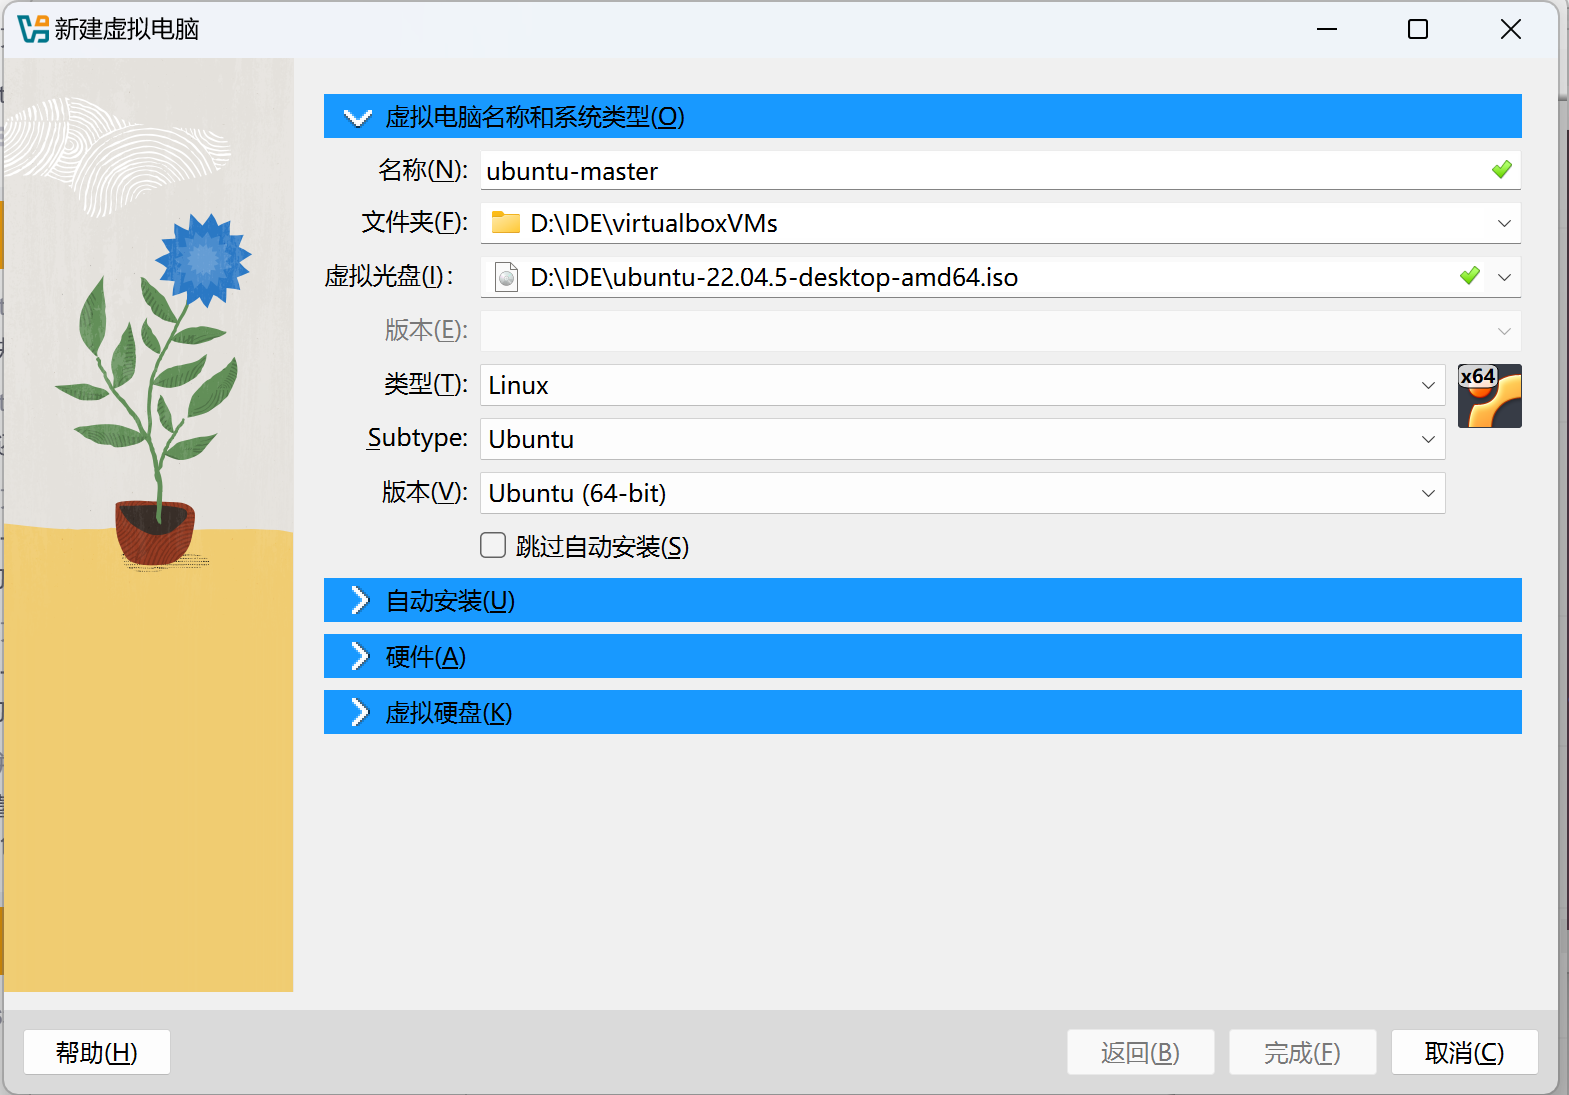 新建虚拟电脑
虚拟电脑名称和系统类型(O)
名称(N): ubuntu-master
文件夹(F): D:\IDE\virtualboxVMs
虚拟光盘(I): D:\IDE\ubuntu-22.04.5-desktop-amd64.iso
版本(E):
类型(T): Linux
x64
Subtype: Ubuntu
版本(V): Ubuntu (64-bit)
跳过自动安装(S)
自动安装(U)
硬件(A)
虚拟硬盘(K)
帮助(H) 返回(B) 完成(F) 取消(C)